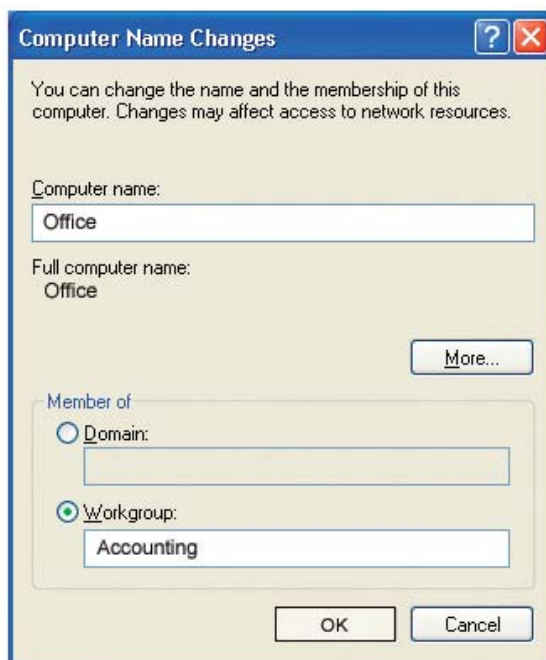 Computer Name Changes
You can change the name and the membership of this
computer. Changes may affect access to network resources.
Computer name:
Office
Full computer name:
Office
More...
Member of
Domain:
Workgroup:
Accounting
OK
Cancel